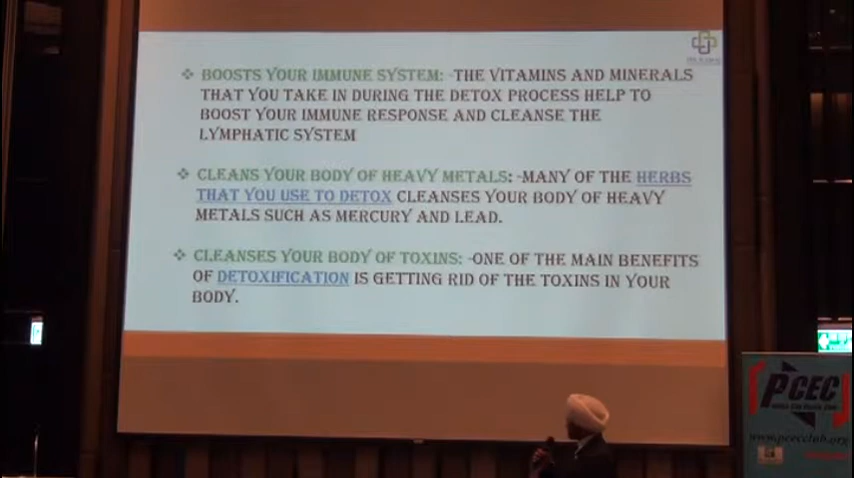 ❖ BOOSTS YOUR IMMUNE SYSTEM: -THE VITAMINS AND MINERALS
THAT YOU TAKE IN DURING THE DETOX PROCESS HELP TO
BOOST YOUR IMMUNE RESPONSE AND CLEANSE THE
LYMPHATIC SYSTEM
❖ CLEANS YOUR BODY OF HEAVY METALS: -MANY OF THE HERBS
THAT YOU USE TO DETOX CLEANSES YOUR BODY OF HEAVY
METALS SUCH AS MERCURY AND LEAD.
❖ CLEANSES YOUR BODY OF TOXINS: -ONE OF THE MAIN BENEFITS
OF DETOXIFICATION IS GETTING RID OF THE TOXINS IN YOUR
BODY.
PCEC
www.pcecclub.org